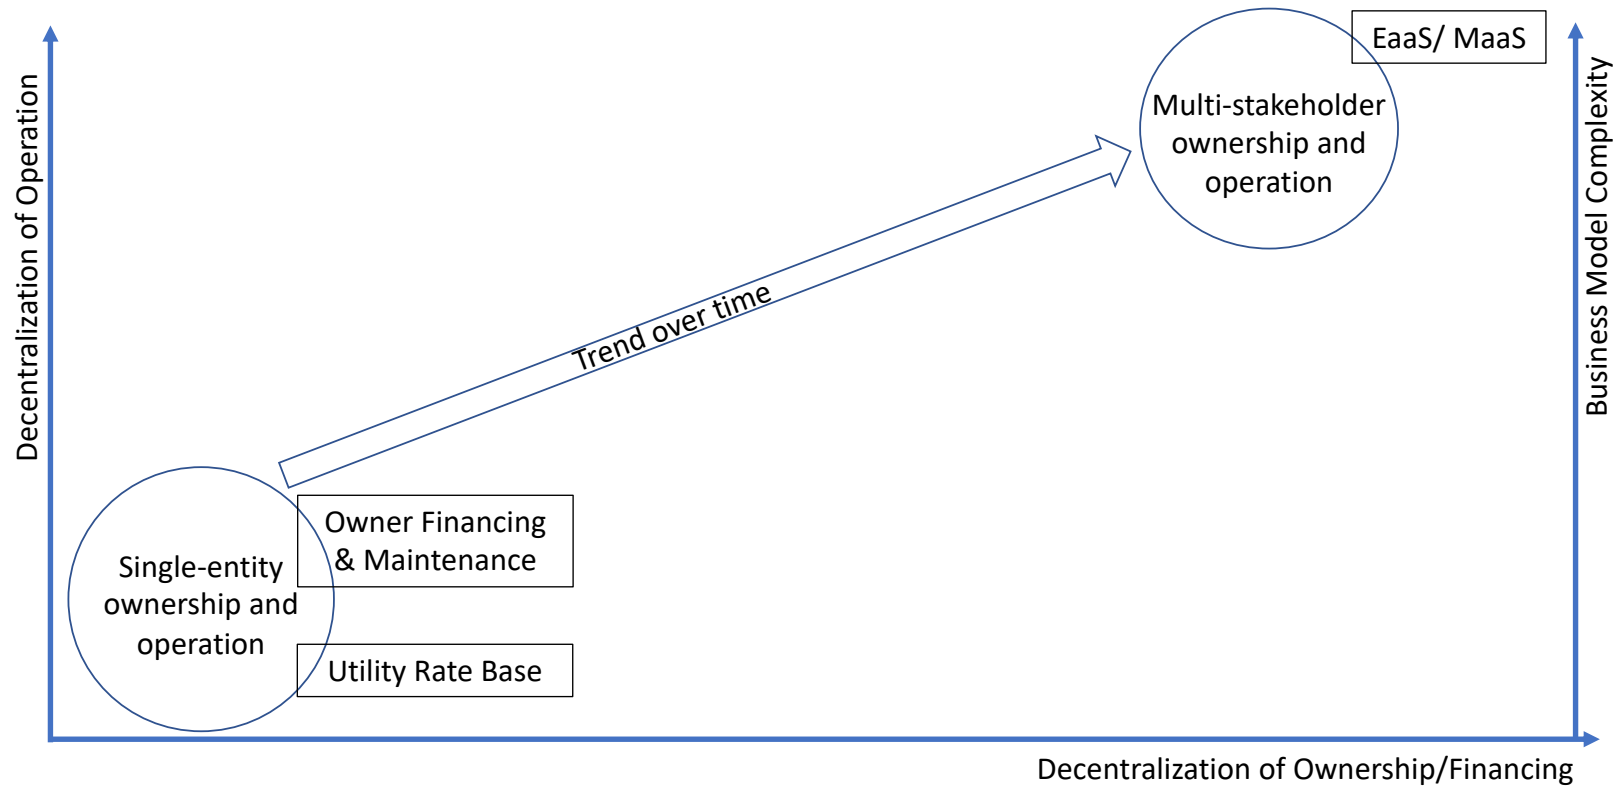 EaaS/ MaaS
Multi-stakeholder
ownership and
operation
Decentralization of Operation
Business Model Complexity
Trend over time
Owner Financing
& Maintenance
Single-entity
ownership and
operation
Utility Rate Base
Decentralization of Ownership/Financing